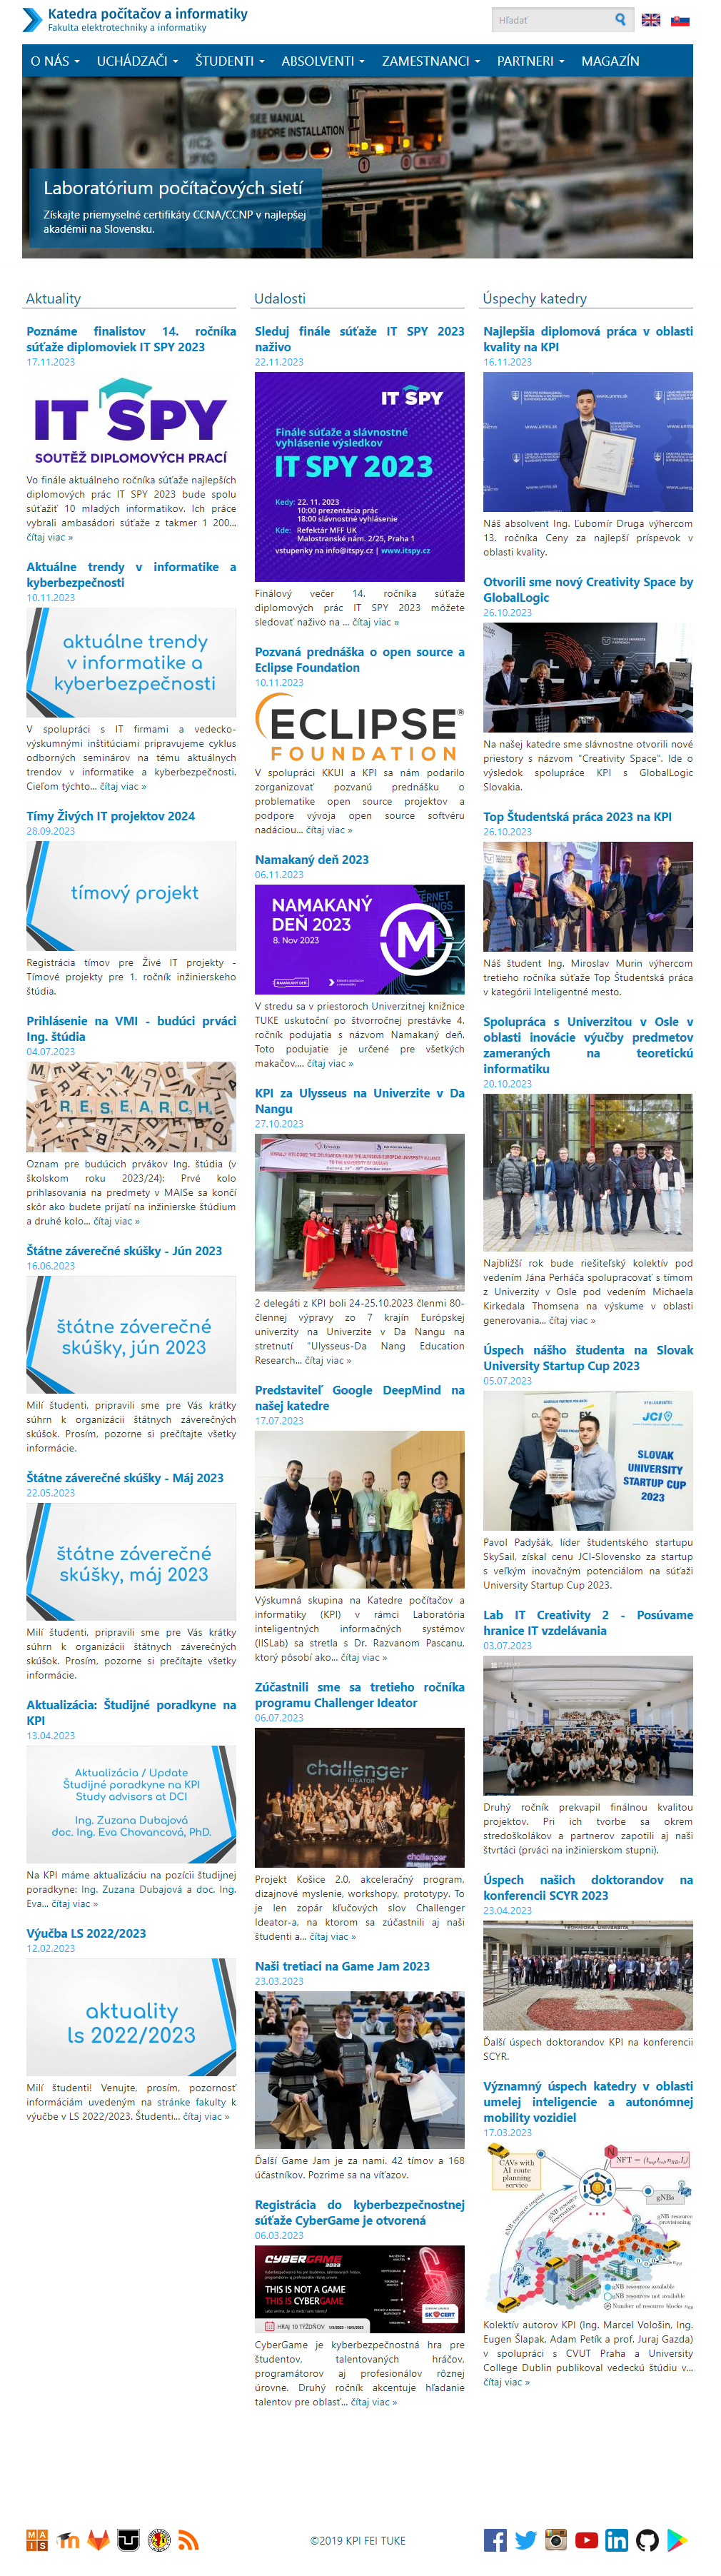 Katedra počítačov a informatiky
Fakulta elektrotechniky a informatiky
Hľadať
O NÁS
UCHÁDZAČI
ŠTUDENTI
ABSOLVENTI
ZAMESTNANCI
PARTNERI
MAGAZÍN
SEE MANUAL
BEFORE INSTALLATION
Laboratórium počítačových sietí
Získajte priemyselné certifikáty CCNA/CCNP v najlepšej
akadémii na Slovensku.
Aktuality
Poznáme finalistov 14. ročníka
súťaže diplomoviek IT SPY 2023
17.11.2023
IT SPY
SOUTĚŽ DIPLOMOVÝCH PRACÍ
Vo finále aktuálneho ročníka súťaže najlepších
diplomových prác IT SPY 2023 bude spolu
súťažiť 10 mladých informatikov. Ich práce
vybrali ambasádori súťaže z takmer 1 200...
čítaj viac »
Aktuálne trendy v informatike a
kyberbezpečnosti
10.11.2023
aktuálne trendy
v informatike a
kyberbezpečnosti
V spolupráci s IT firmami a vedecko-
výskumnými inštitúciami pripravujeme cyklus
odborných seminárov na tému aktuálnych
trendov v informatike a kyberbezpečnosti.
Cieľom týchto... čítaj viac »
Tímy Živých IT projektov 2024
28.09.2023
tímový projekt
Registrácia tímov pre Živé IT projekty -
Tímové projekty pre 1. ročník inžinierskeho
štúdia.
Prihlásenie na VMI - budúci prváci
Ing. štúdia
04.07.2023
RESEARCH
Oznam pre budúcich prvákov Ing. štúdia (v
školskom roku 2023/24): Prvé kolo
prihlasovania na predmety v MAISe sa končí
skôr ako budete prijatí na inžinierske štúdium
a druhé kolo... čítaj viac »
Štátne záverečné skúšky - Jún 2023
16.06.2023
štátne záverečné
skúšky, jún 2023
Milí študenti, pripravili sme pre Vás krátky
súhrn k organizácii štátnych záverečných
skúšok. Prosím, pozorne si prečítajte všetky
informácie.
Štátne záverečné skúšky - Máj 2023
22.05.2023
štátne záverečné
skúšky, máj 2023
Milí študenti, pripravili sme pre Vás krátky
súhrn k organizácii štátnych záverečných
skúšok. Prosím, pozorne si prečítajte všetky
informácie.
Aktualizácia: Študijné poradkyne na
KPI
13.04.2023
Aktualizácia / Update
Študijné poradkyne na KPI
Study advisors at DCI
Ing. Zuzana Dubajová
doc. Ing. Eva Chovancová, PhD.
Na KPI máme aktualizáciu na pozícii študijnej
poradkyne: Ing. Zuzana Dubajová a doc. Ing.
Eva... čítaj viac »
Výučba LS 2022/2023
12.02.2023
aktuality
ls 2022/2023
Milí študenti! Venujte, prosím, pozornosť
informáciám uvedeným na stránke fakulty k
výučbe v LS 2022/2023. Študenti... čítaj viac »
Udalosti
Sleduj finále súťaže IT SPY 2023
naživo
22.11.2023
IT SPY
Finále súťaže a slávnostné
vyhlásenie výsledkov
IT SPY 2023
Kedy: 22. 11. 2023
10:00 prezentácia prác
18:00 slávnostné vyhlásenie
Kde: Refektář MFF UK
Malostranské nám. 2/25, Praha 1
vstupenky na info@itspy.cz | www.itspy.cz
Finálový večer 14. ročníka súťaže
diplomových prác IT SPY 2023 môžete
sledovať naživo na ... čítaj viac »
Pozvaná prednáška o open source a
Eclipse Foundation
10.11.2023
ECLIPSE®
FOUNDATION
V spolupráci KKUI a KPI sa nám podarilo
zorganizovať pozvanú prednášku o
problematike open source projektov a
podpore vývoja open source softvéru
nadáciou... čítaj viac »
Namakaný deň 2023
06.11.2023
NAMAKANÝ
DEŇ 2023
8. Nov 2023
V stredu sa v priestoroch Univerzitnej knižnice
TUKE uskutoční po štvorročnej prestávke 4.
ročník podujatia s názvom Namakaný deň.
Toto podujatie je určené pre všetkých
makačov,... čítaj viac »
KPI za Ulysseus na Univerzite v Da
Nangu
27.10.2023
2 delegáti z KPI boli 24-25.10.2023 členmi 80-
člennej výpravy zo 7 krajín Európskej
univerzity na Univerzite v Da Nangu na
stretnutí "Ulysseus-Da Nang Education
Research... čítaj viac »
Predstaviteľ Google DeepMind na
našej katedre
17.07.2023
Výskumná skupina na Katedre počítačov a
informatiky (KPI) v rámci Laboratória
inteligentných informačných systémov
(IISLab) sa stretla s Dr. Razvanom Pascanu,
ktorý pôsobí ako... čítaj viac »
Zúčastnili sme sa tretieho ročníka
programu Challenger Ideator
06.07.2023
challenger
IDEATOR
challenger
Projekt Košice 2.0, akceleračný program,
dizajnové myslenie, workshopy, prototypy. To
je len zopár kľúčových slov Challenger
Ideator-a, na ktorom sa zúčastnili aj naši
študenti a... čítaj viac »
Naši tretiaci na Game Jam 2023
23.03.2023
Ďalší Game Jam je za nami. 42 tímov a 168
účastníkov. Pozrime sa na víťazov.
Registrácia do kyberbezpečnostnej
súťaže CyberGame je otvorená
06.03.2023
CYBERGAME
THIS IS NOT A GAME
THIS IS CYBERGAME
SK CERT
HRAJ 10 TÝŽDŇOV
CyberGame je kyberbezpečnostná hra pre
študentov, talentovaných hráčov,
programátorov aj profesionálov rôznej
úrovne. Druhý ročník akcentuje hľadanie
talentov pre oblasť... čítaj viac »
Úspechy katedry
Najlepšia diplomová práca v oblasti
kvality na KPI
16.11.2023
Náš absolvent Ing. Ľubomír Druga výhercom
13. ročníka Ceny za najlepší príspevok v
oblasti kvality.
Otvorili sme nový Creativity Space by
GlobalLogic
26.10.2023
Na našej katedre sme slávnostne otvorili nové
priestory s názvom "Creativity Space". Ide o
výsledok spolupráce KPI s GlobalLogic
Slovakia.
Top Študentská práca 2023 na KPI
26.10.2023
Náš študent Ing. Miroslav Murin výhercom
tretieho ročníka súťaže Top Študentská práca
v kategórii Inteligentné mesto.
Spolupráca s Univerzitou v Osle v
oblasti inovácie výučby predmetov
zameraných na teoretickú
informatiku
20.10.2023
Najbližší rok bude riešiteľský kolektív pod
vedením Jána Perháča spolupracovať s tímom
z Univerzity v Osle pod vedením Michaela
Kirkedala Thomsena na výskume v oblasti
generovania... čítaj viac »
Úspech nášho študenta na Slovak
University Startup Cup 2023
05.07.2023
JCI
SLOVAK
UNIVERSITY
STARTUP CUP
2023
Pavol Padyšák, líder študentského startupu
SkySail, získal cenu JCI-Slovensko za startup
s veľkým inovačným potenciálom na súťaži
University Startup Cup 2023.
Lab IT Creativity 2 - Posúvame
hranice IT vzdelávania
03.07.2023
Druhý ročník prekvapil finálnou kvalitou
projektov. Pri ich tvorbe sa okrem
stredoškolákov a partnerov zapotili aj naši
štvrtáci (prváci na inžinierskom stupni).
Úspech našich doktorandov na
konferencii SCYR 2023
23.04.2023
Ďalší úspech doktorandov KPI na konferencii
SCYR.
Významný úspech katedry v oblasti
umelej inteligencie a autonómnej
mobility vozidiel
17.03.2023
CAVs with
AI route
planning
service
gNBs
gNB resource
provisioning
gNB resources available
gNB resources not available
Number of resource blocks
Kolektív autorov KPI (Ing. Marcel Vološin, Ing.
Eugen Šlapak, Adam Petík a prof. Juraj Gazda)
v spolupráci s CVUT Praha a University
College Dublin publikoval vedeckú štúdiu v...
čítaj viac »
©2019 KPI FEI TUKE